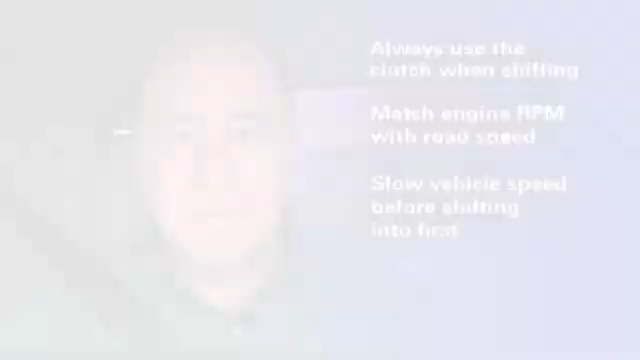 Always use the
clutch when shifting
Match engine RPM
with road speed
Slow vehicle speed
before shifting
into first